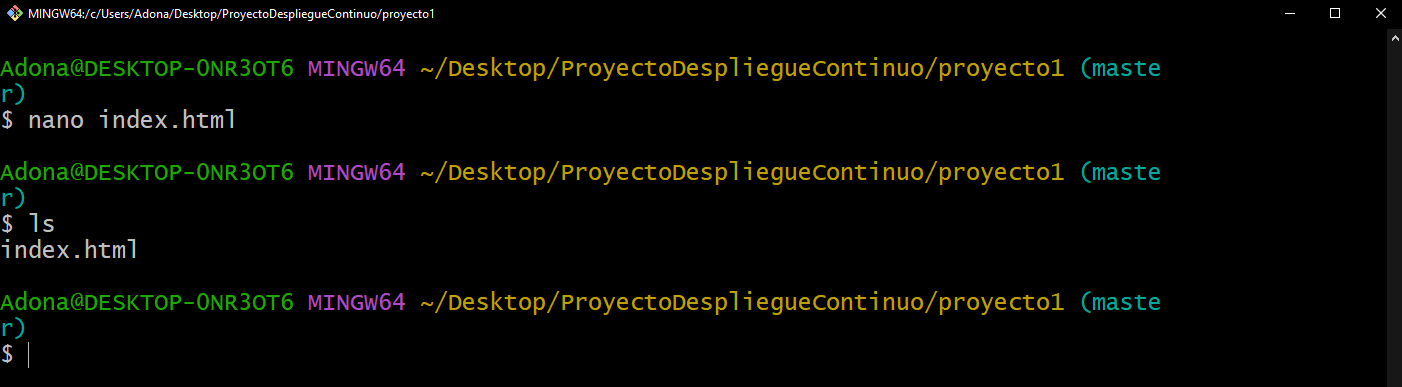 MINGW64:/c/Users/Adona/Desktop/ProyectoDespliegueContinuo/proyecto1
Adona@DESKTOP-0NR3OT6 MINGW64 ~/Desktop/ProyectoDespliegueContinuo/proyecto1 (maste
r)
$ nano index.html
Adona@DESKTOP-0NR3OT6 MINGW64 ~/Desktop/ProyectoDespliegueContinuo/proyecto1 (maste
r)
$ ls
index.html
Adona@DESKTOP-0NR3OT6 MINGW64 ~/Desktop/ProyectoDespliegueContinuo/proyecto1 (maste
r)
$